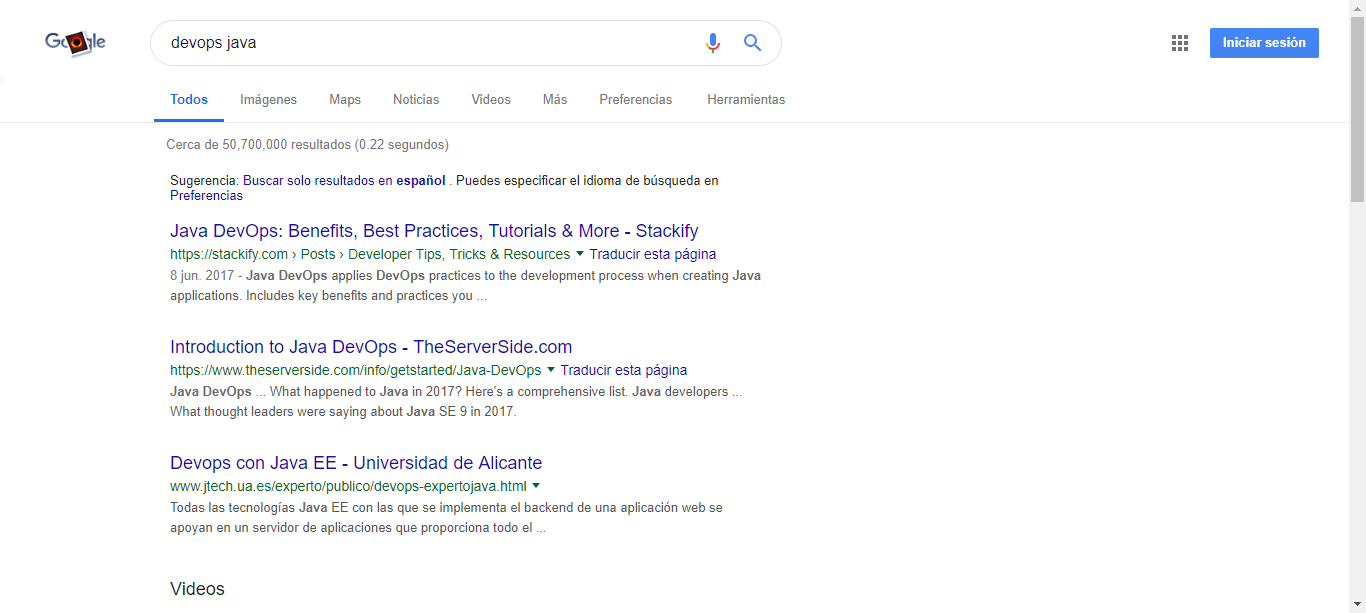 Google
devops java
Iniciar sesión
Todos Imágenes Maps Noticias Videos Más Preferencias Herramientas
Cerca de 50,700,000 resultados (0.22 segundos)
Sugerencia: Buscar solo resultados en español . Puedes especificar el idioma de búsqueda en
Preferencias
Java DevOps: Benefits, Best Practices, Tutorials & More - Stackify
https://stackify.com › Posts › Developer Tips, Tricks & Resources ▼ Traducir esta página
8 jun. 2017 - Java DevOps applies DevOps practices to the development process when creating Java
applications. Includes key benefits and practices you ...
Introduction to Java DevOps - TheServerSide.com
https://www.theserverside.com/info/getstarted/Java-DevOps ▼ Traducir esta página
Java DevOps ... What happened to Java in 2017? Here's a comprehensive list. Java developers ...
What thought leaders were saying about Java SE 9 in 2017.
Devops con Java EE - Universidad de Alicante
www.jtech.ua.es/experto/publico/devops-expertojava.html ▼
Todas las tecnologías Java EE con las que se implementa el backend de una aplicación web se
apoyan en un servidor de aplicaciones que proporciona todo el ...
Videos